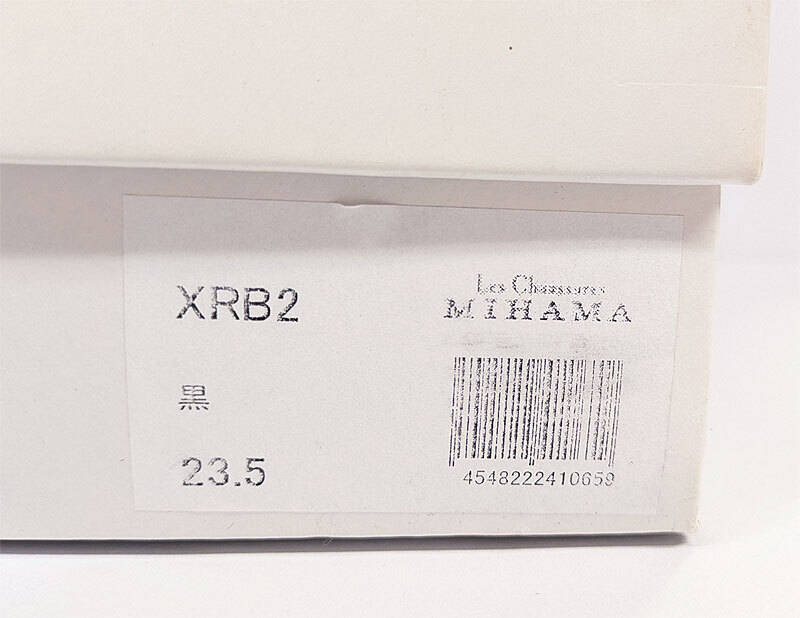 XRB2
黒
23.5
Les Chaussures
MIHAMA
4548222410659